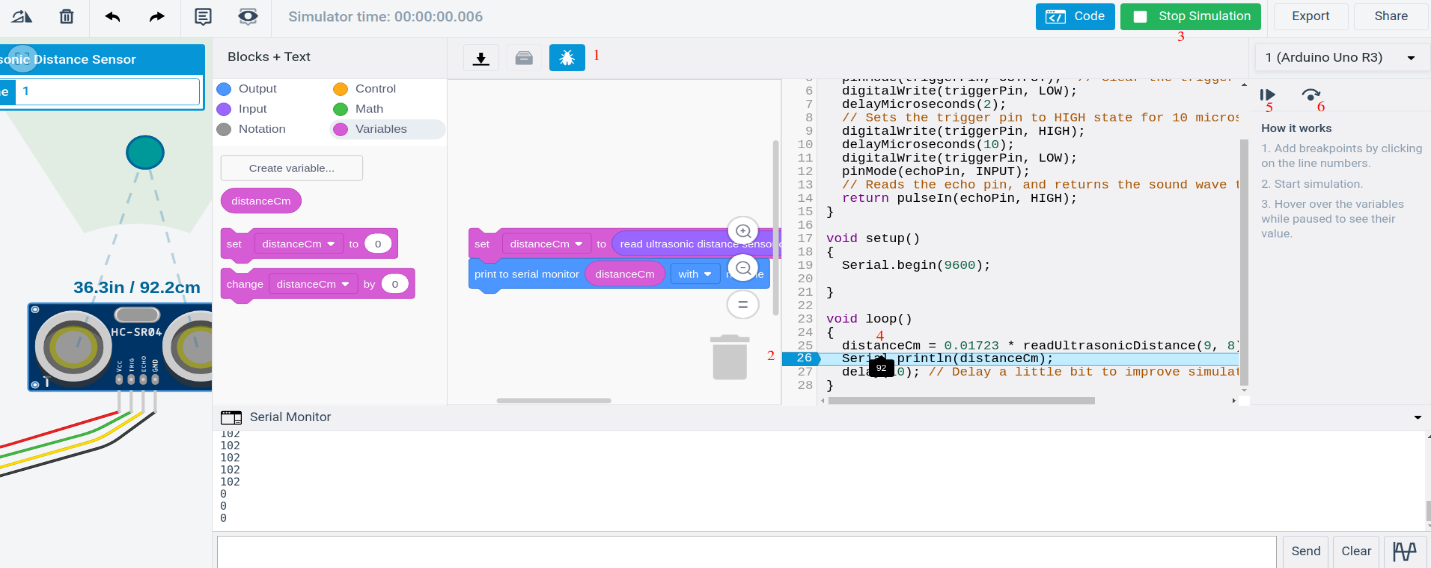 Simulator time: 00:00:00.006
Code
Stop Simulation
Export
Share
3
sonic Distance Sensor
1
Blocks + Text
1
1 (Arduino Uno R3)
Output
Control
Input
Math
Notation
Variables
Create variable...
distanceCm
set distanceCm to 0
change distanceCm by 0
set distanceCm to read ultrasonic distance sensor
print to serial monitor distanceCm with
2
6 digitalWrite(triggerPin, LOW);
7 delayMicroseconds(2);
8 // Sets the trigger pin to HIGH state for 10 micros
9 digitalWrite(triggerPin, HIGH);
10 delayMicroseconds(10);
11 digitalWrite(triggerPin, LOW);
12 pinMode(echoPin, INPUT);
13 // Reads the echo pin, and returns the sound wave t
14 return pulseIn(echoPin, HIGH);
15 }
16
17 void setup()
18 {
19 Serial.begin(9600);
20
21 }
22
23 void loop()
24 {
4
25 distanceCm = 0.01723 * readUltrasonicDistance(9, 8)
26 Serial.println(distanceCm);
92
27 delay(10); // Delay a little bit to improve simulat
28 }
5
6
How it works
1. Add breakpoints by clicking
on the line numbers.
2. Start simulation.
3. Hover over the variables
while paused to see their
value.
36.3in / 92.2cm
HC-SR04
VCC
TRIG
ECHO
GND
Serial Monitor
102
102
102
102
102
0
0
0
Send
Clear